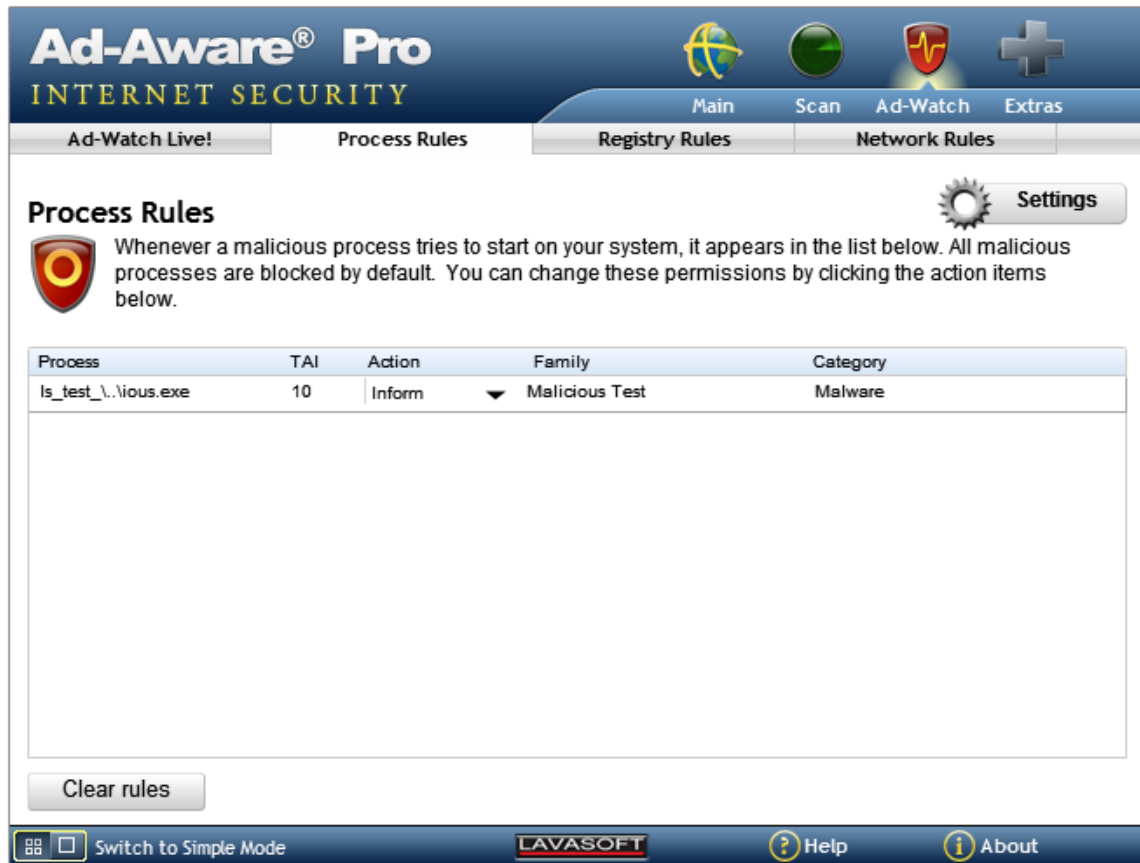 Ad-Aware® Pro
INTERNET SECURITY
Main Scan Ad-Watch Extras
Ad-Watch Live! Process Rules Registry Rules Network Rules
Settings
Process Rules
Whenever a malicious process tries to start on your system, it appears in the list below. All malicious
processes are blocked by default. You can change these permissions by clicking the action items
below.
Process TAI Action Family Category
ls_test_\..\ious.exe 10 Inform Malicious Test Malware
Clear rules
Switch to Simple Mode LAVASOFT ? Help i About